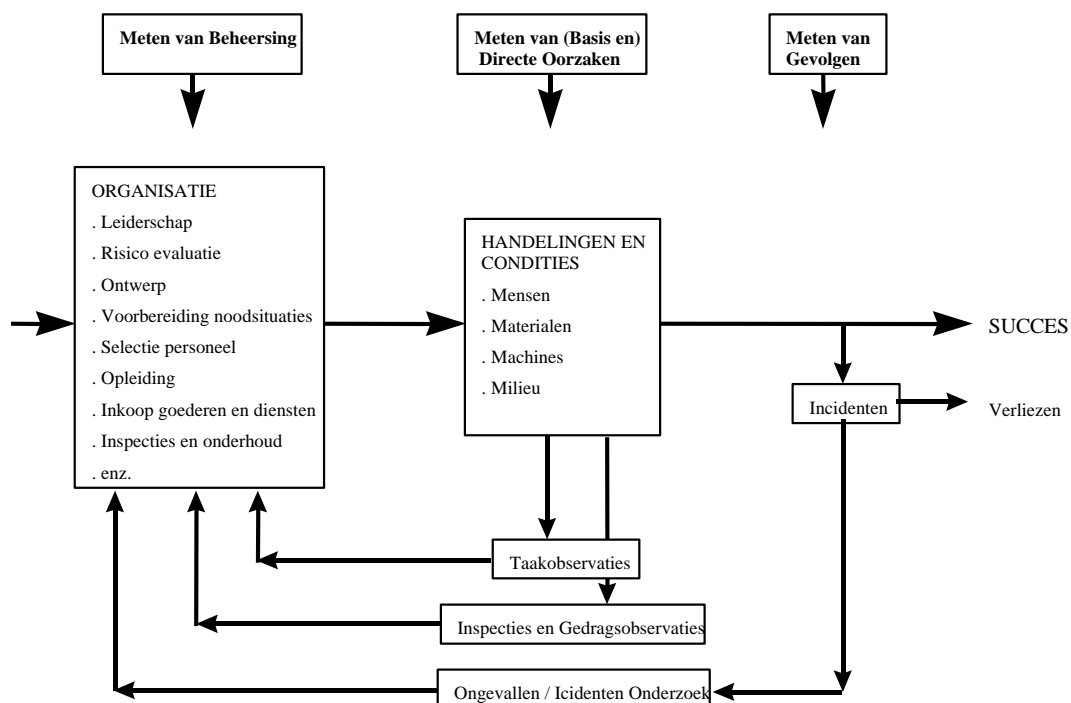 Meten van Beheersing
Meten van (Basis en)
Directe Oorzaken
Meten van
Gevolgen
ORGANISATIE
. Leiderschap
. Risico evaluatie
. Ontwerp
. Voorbereiding noodsituaties
. Selectie personeel
. Opleiding
. Inkoop goederen en diensten
. Inspecties en onderhoud
. enz.
HANDELINGEN EN
CONDITIES
. Mensen
. Materialen
. Machines
. Milieu
SUCCES
Incidenten
Verliezen
Taakobservaties
Inspecties en Gedragsobservaties
Ongevallen / Icidenten Onderzoek